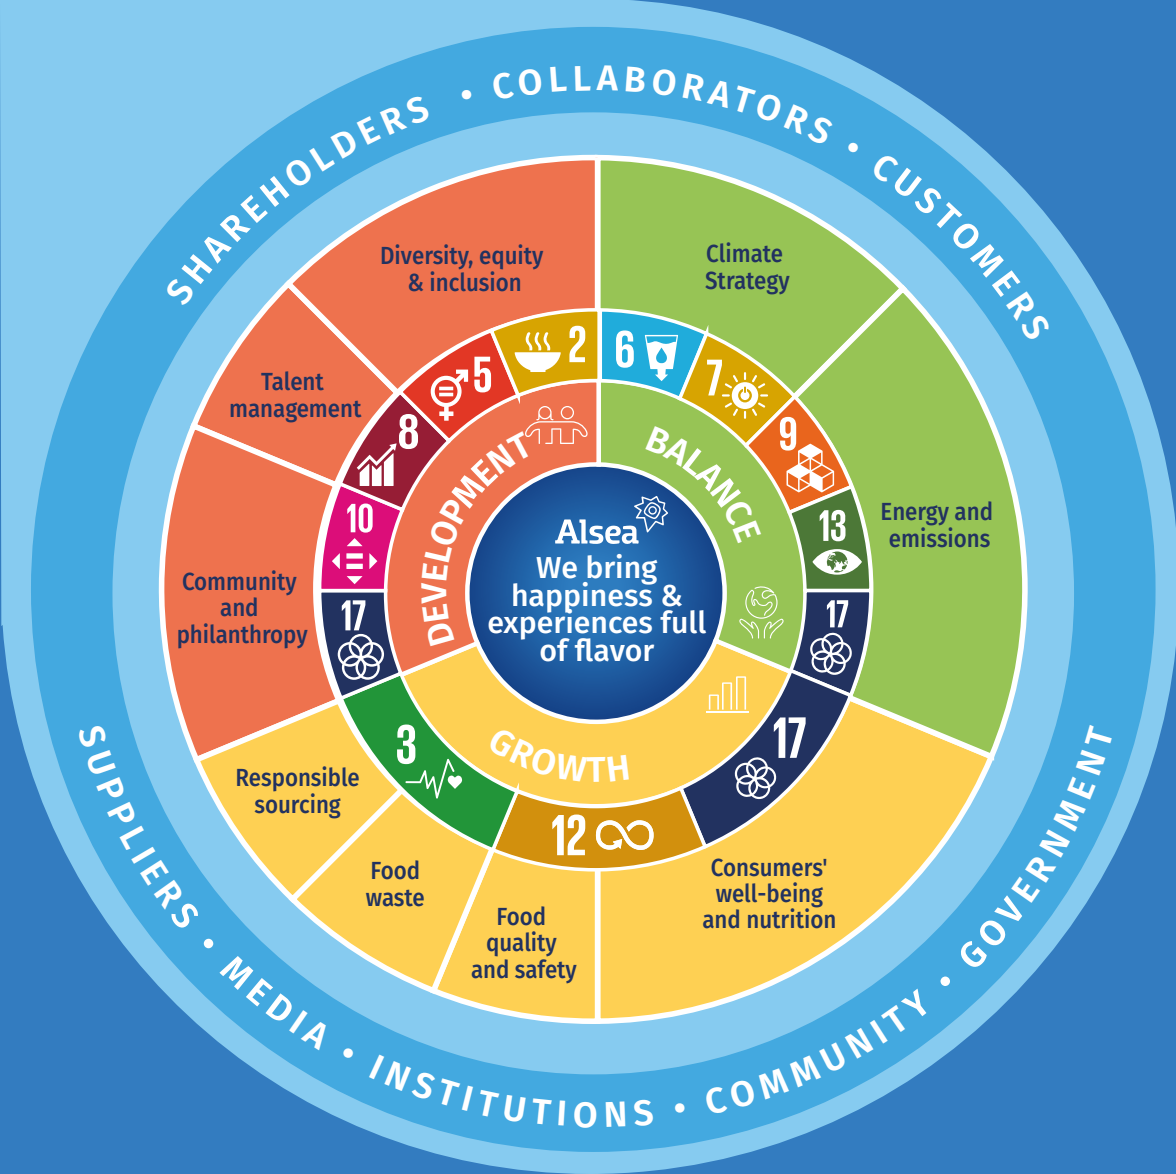 SHAREHOLDERS • COLLABORATORS • CUSTOMERS
Diversity, equity
& inclusion
Climate
Strategy
Talent
management
Energy and
emissions
Community
and
philanthropy
2
6
5
7
8
9
10
13
17
17
DEVELOPMENT
BALANCE
Alsea
We bring
happiness &
experiences full
of flavor
GROWTH
3
12
17
Responsible
sourcing
Food
waste
Food
quality
and safety
Consumers'
well-being
and nutrition
SUPPLIERS • MEDIA • INSTITUTIONS • COMMUNITY • GOVERNMENT